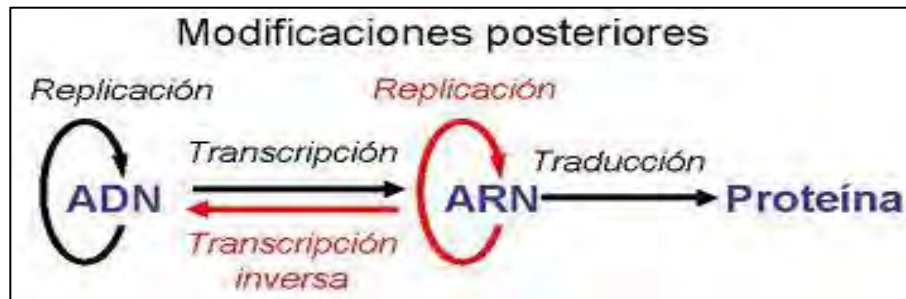 Modificaciones posteriores
Replicación
Replicación
Transcripción
Traducción
ADN
ARN
Proteína
Transcripción
inversa